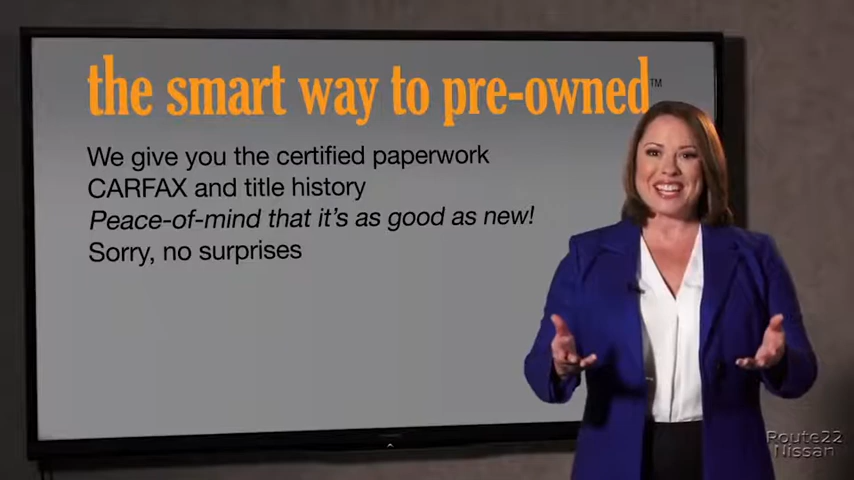 the smart way to pre-owned™
We give you the certified paperwork
CARFAX and title history
Peace-of-mind that it's as good as new!
Sorry, no surprises
Route22
Nissan